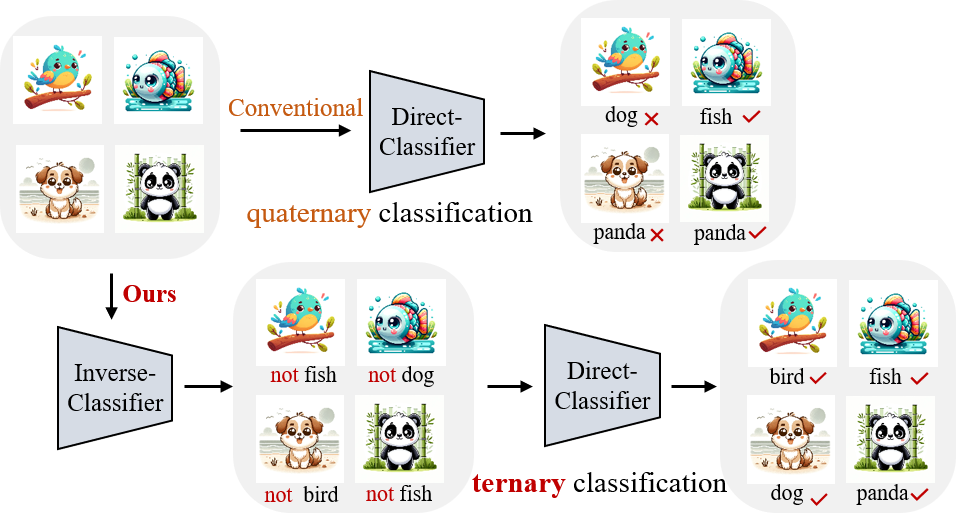 Conventional
Direct-
Classifier
quaternary classification
dog
fish
panda
panda
Ours
Inverse-
Classifier
not fish
not dog
not bird
not fish
Direct-
Classifier
ternary classification
bird
fish
dog
panda